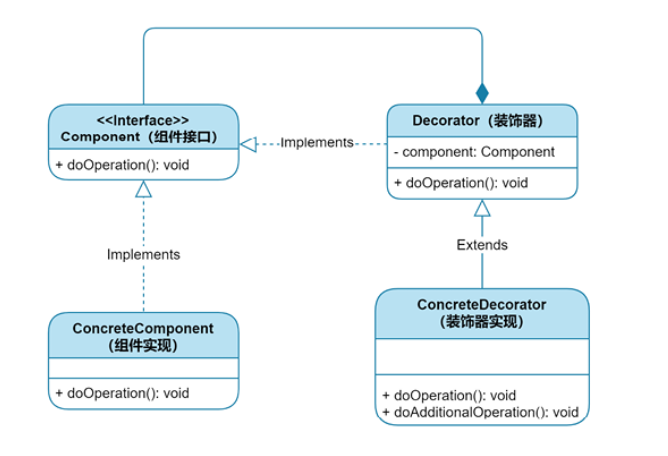 <<Interface>>
Component（组件接口）
+ doOperation(): void
Implements
Decorator（装饰器）
- component: Component
+ doOperation(): void
Implements
Extends
ConcreteComponent
（组件实现）
+ doOperation(): void
ConcreteDecorator
（装饰器实现）
+ doOperation(): void
+ doAdditionalOperation(): void